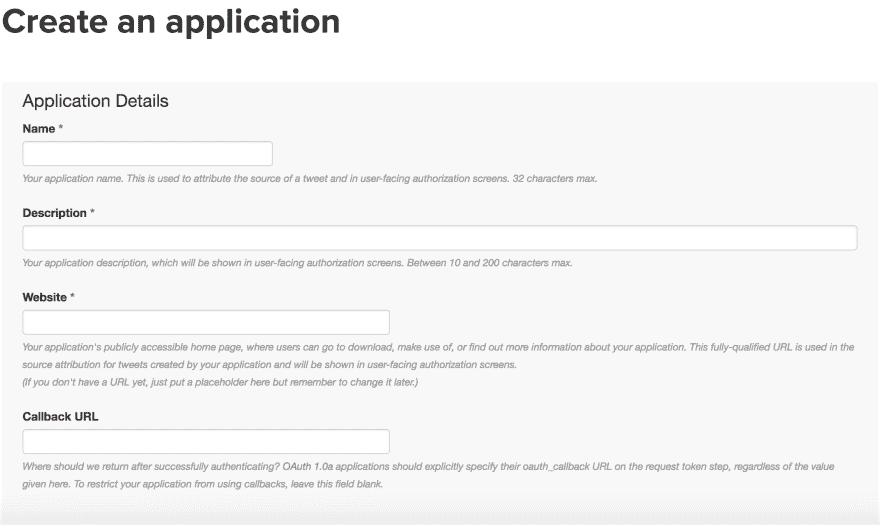 Create an application
Application Details
Name *
Your application name. This is used to attribute the source of a tweet and in user-facing authorization screens. 32 characters max.
Description *
Your application description, which will be shown in user-facing authorization screens. Between 10 and 200 characters max.
Website *
Your application's publicly accessible home page, where users can go to download, make use of, or find out more information about your application. This fully-qualified URL is used in the
source attribution for tweets created by your application and will be shown in user-facing authorization screens.
(If you don't have a URL yet, just put a placeholder here but remember to change it later.)
Callback URL
Where should we return after successfully authenticating? OAuth 1.0a applications should explicitly specify their oauth_callback URL on the request token step, regardless of the value
given here. To restrict your application from using callbacks, leave this field blank.